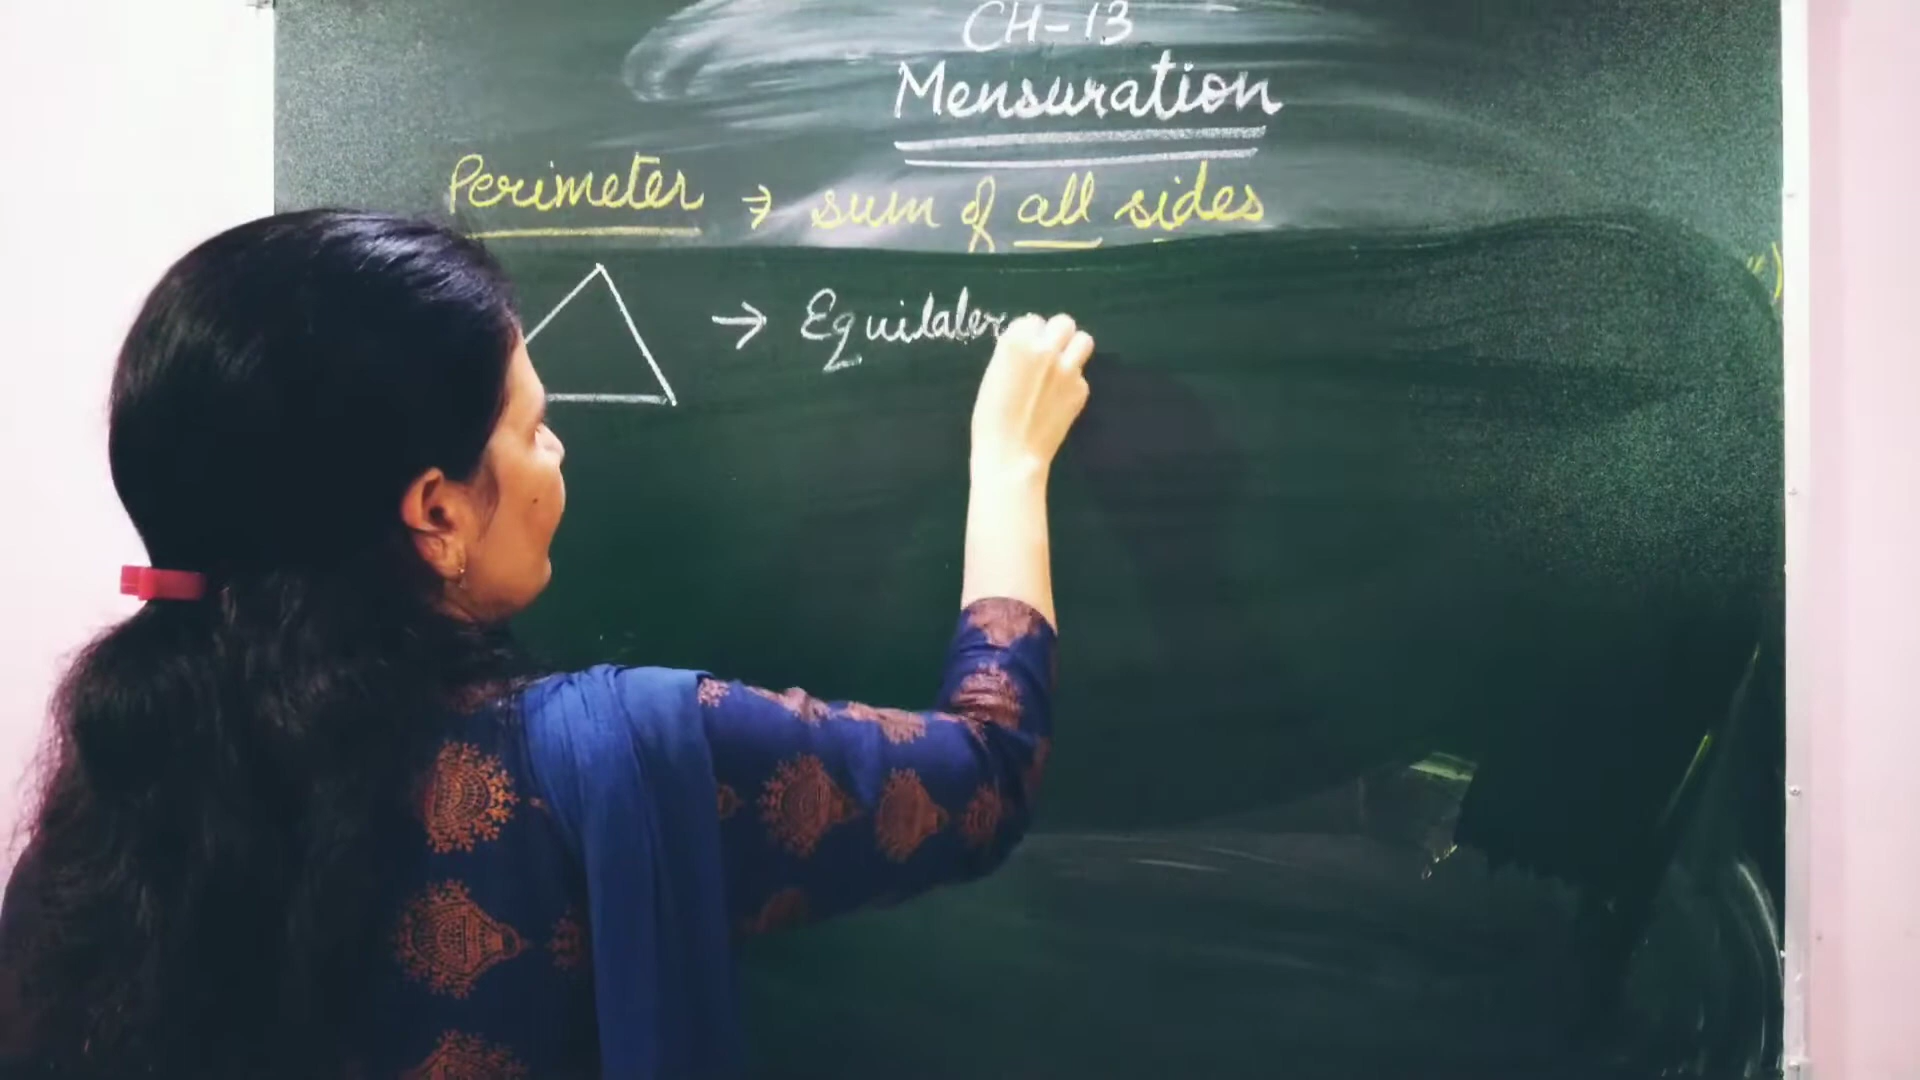 CH-13
Mensuration
Perimeter → sum of all sides
→ Equilater